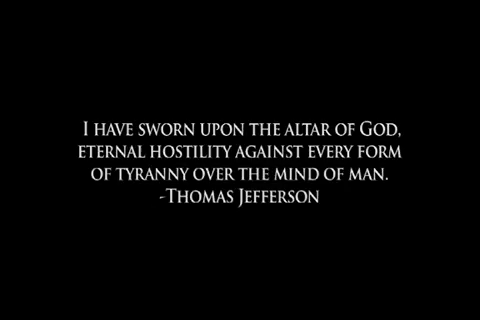 I have sworn upon the altar of God,
eternal hostility against every form
of tyranny over the mind of man.
-Thomas Jefferson